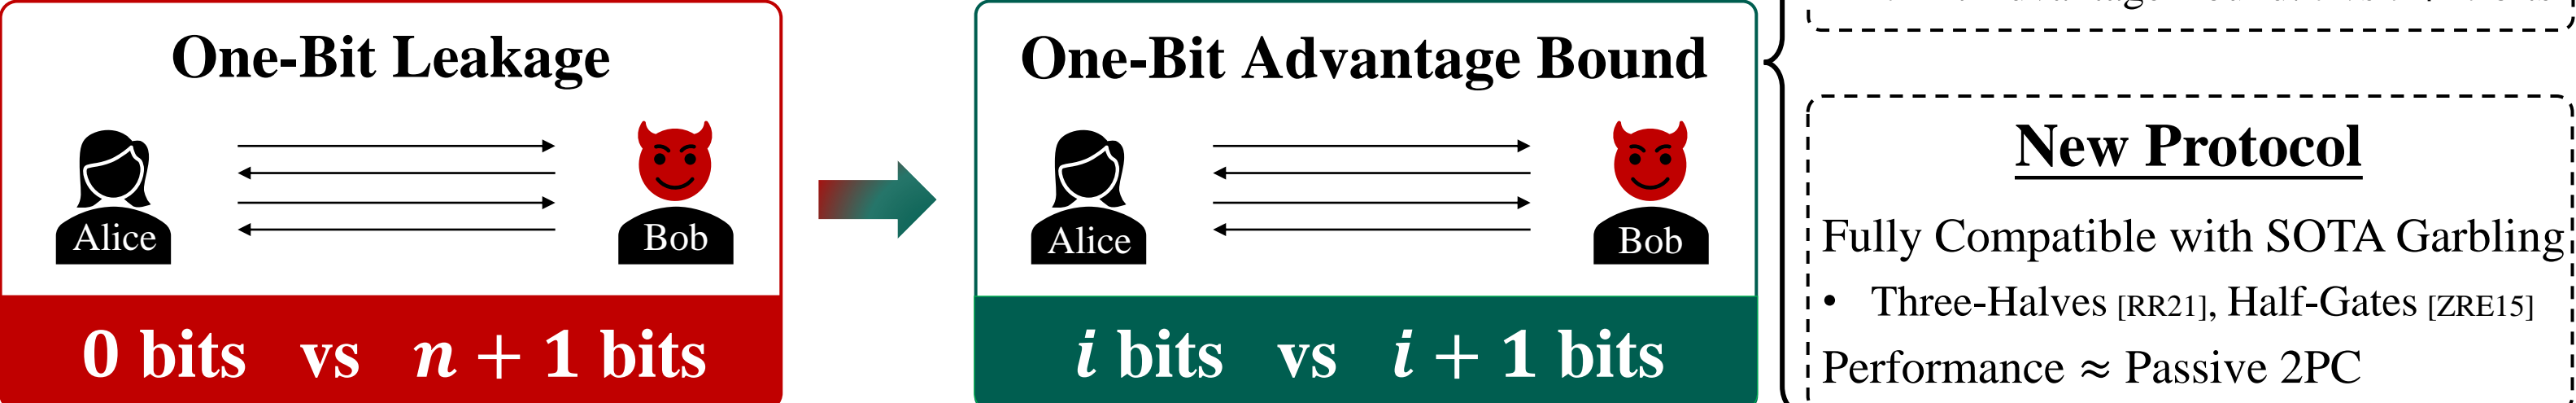 One-Bit Leakage
Alice
Bob
0 bits vs n + 1 bits
One-Bit Advantage Bound
Alice
Bob
i bits vs i + 1 bits
New Protocol
Fully Compatible with SOTA Garbling
• Three-Halves [RR21], Half-Gates [ZRE15]
Performance ≈ Passive 2PC